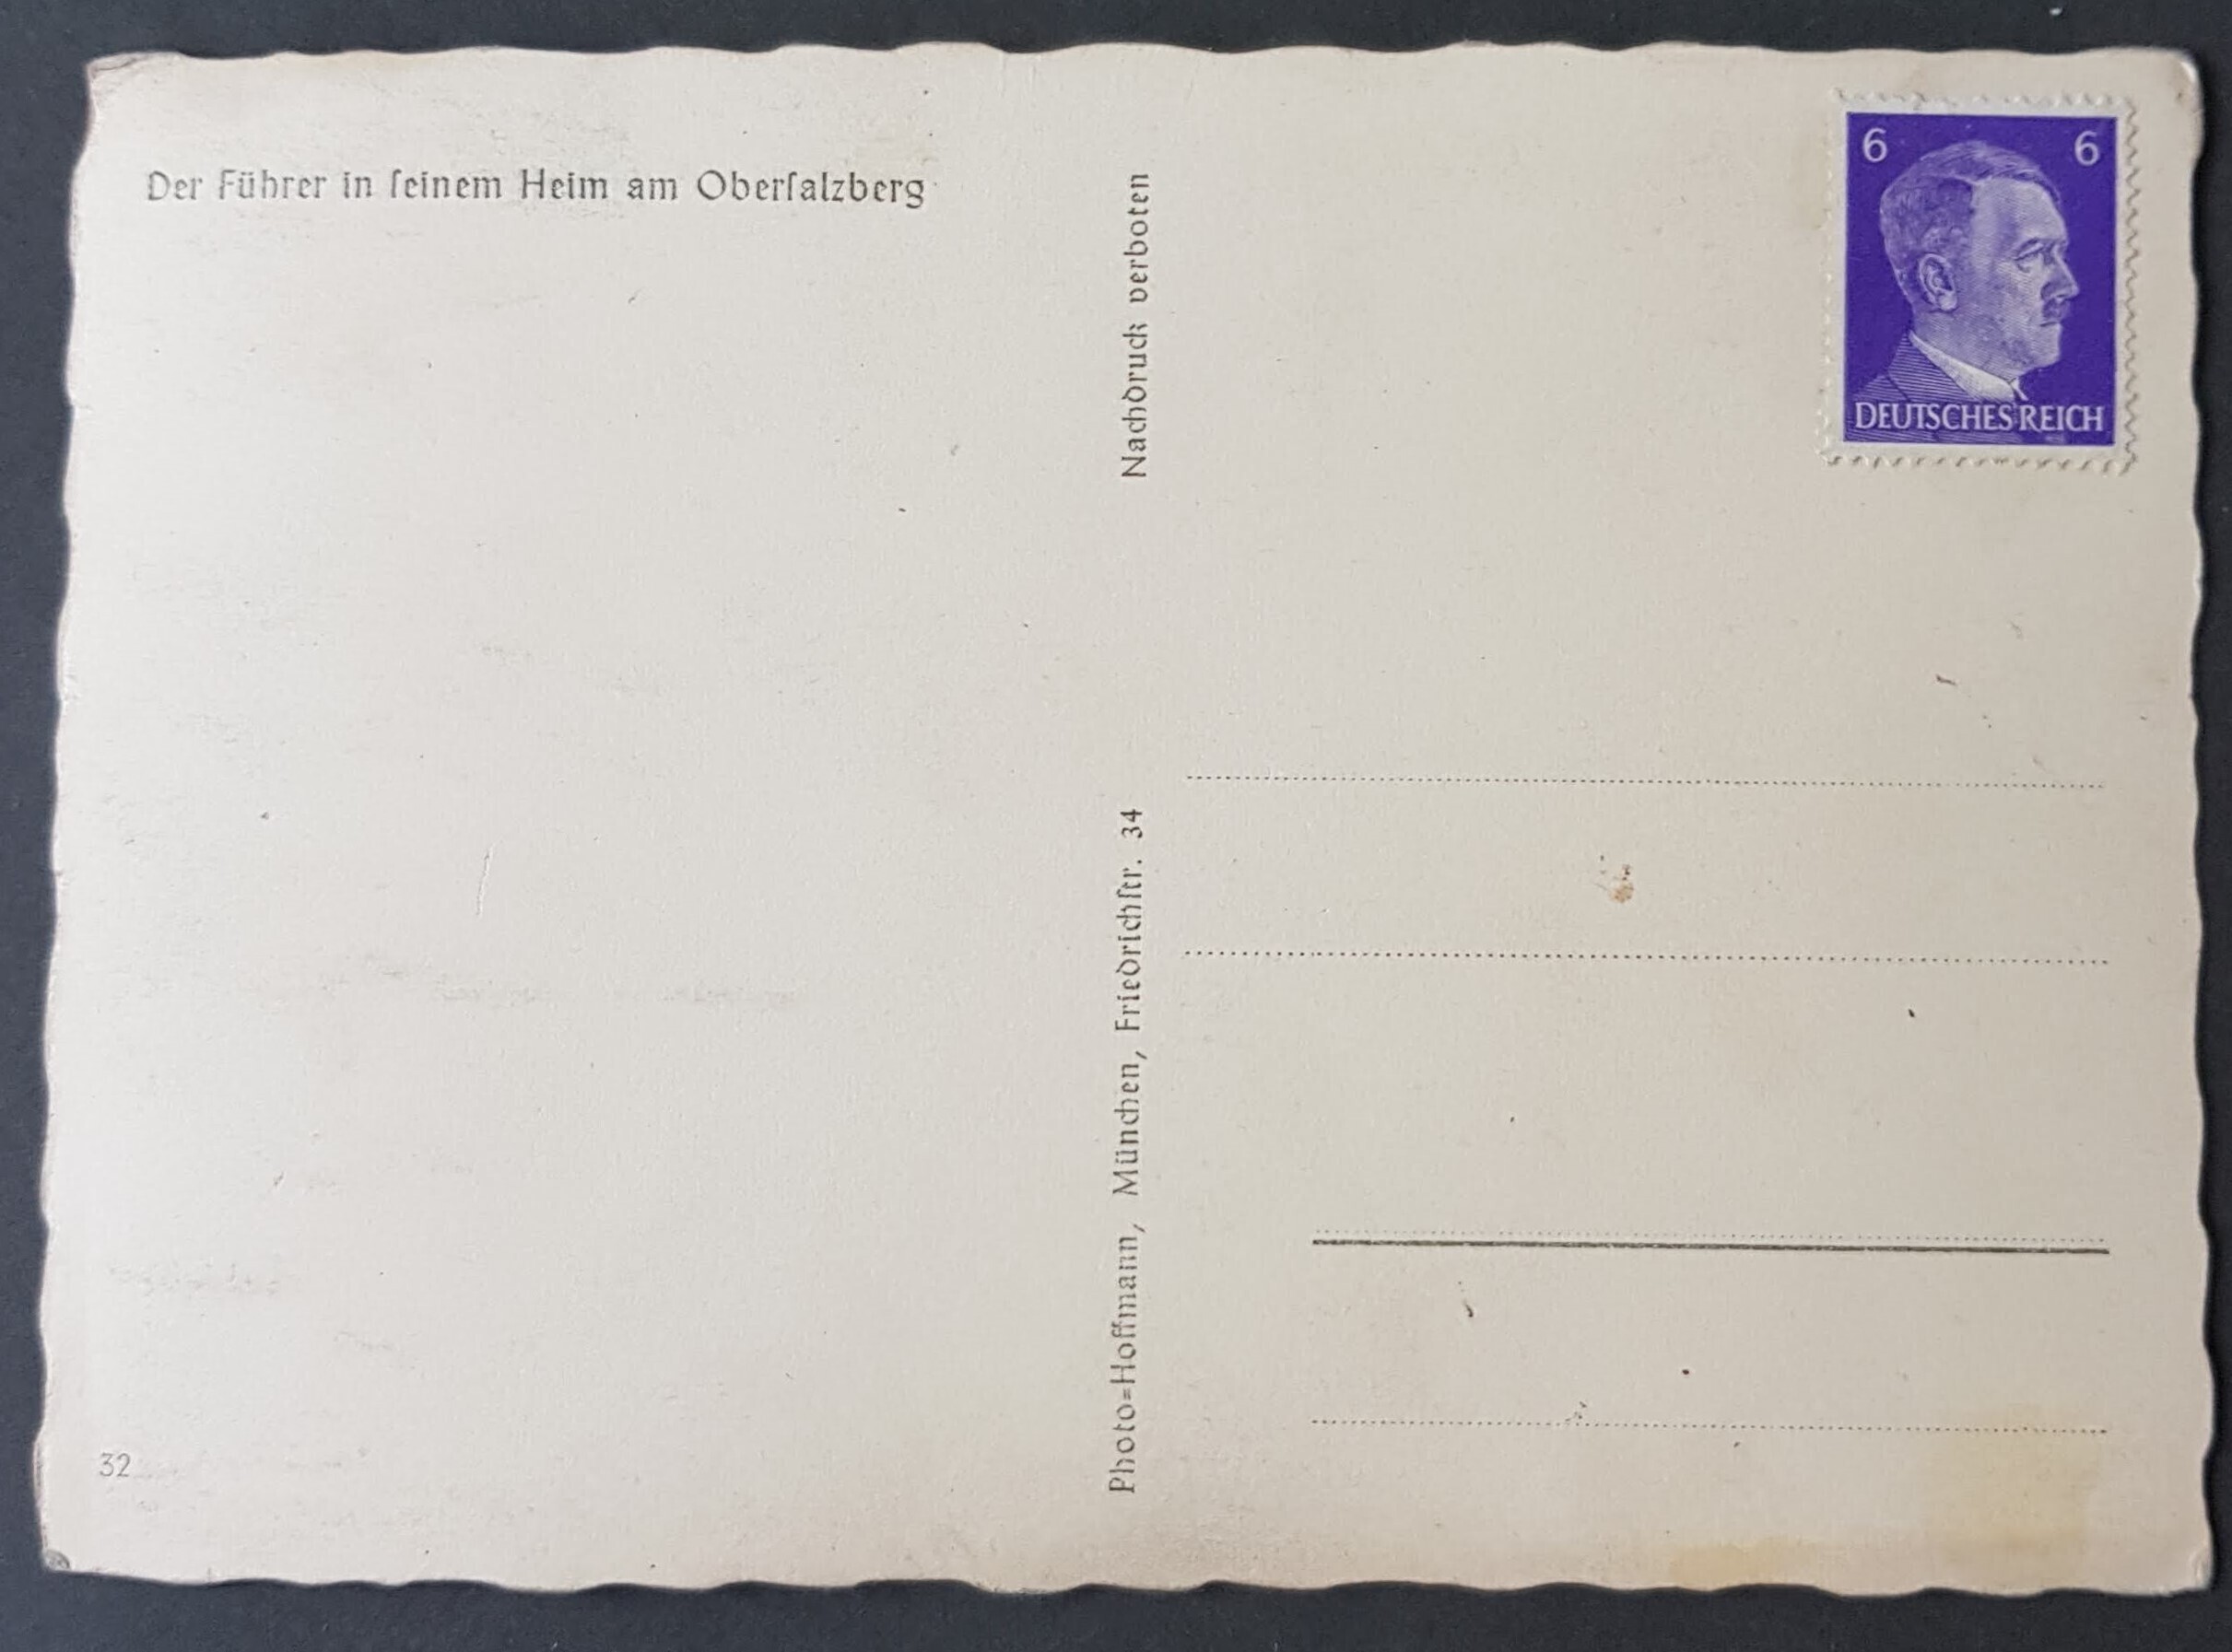 Der Führer in ſeinem Heim am Oberſalzberg
Nachdruck verboten
Photo=Hoffmann, München, Friedrichſtr. 34
32
6 6
DEUTSCHES REICH